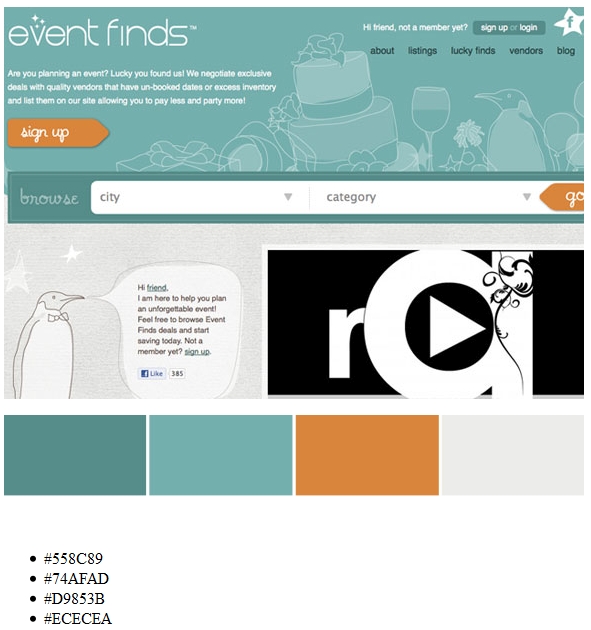 event finds™
Hi friend, not a member yet? sign up or login
f
about listings lucky finds vendors blog
Are you planning an event? Lucky you found us! We negotiate exclusive
deals with quality vendors that have un-booked dates or excess inventory
and list them on our site allowing you to pay less and party more!
sign up
browse city category go
Hi friend,
I am here to help you plan
an unforgettable event!
Feel free to browse Event
Finds deals and start
saving today. Not a
member yet? sign up.
f Like 385
rq
#558C89
#74AFAD
#D9853B
#ECECEA